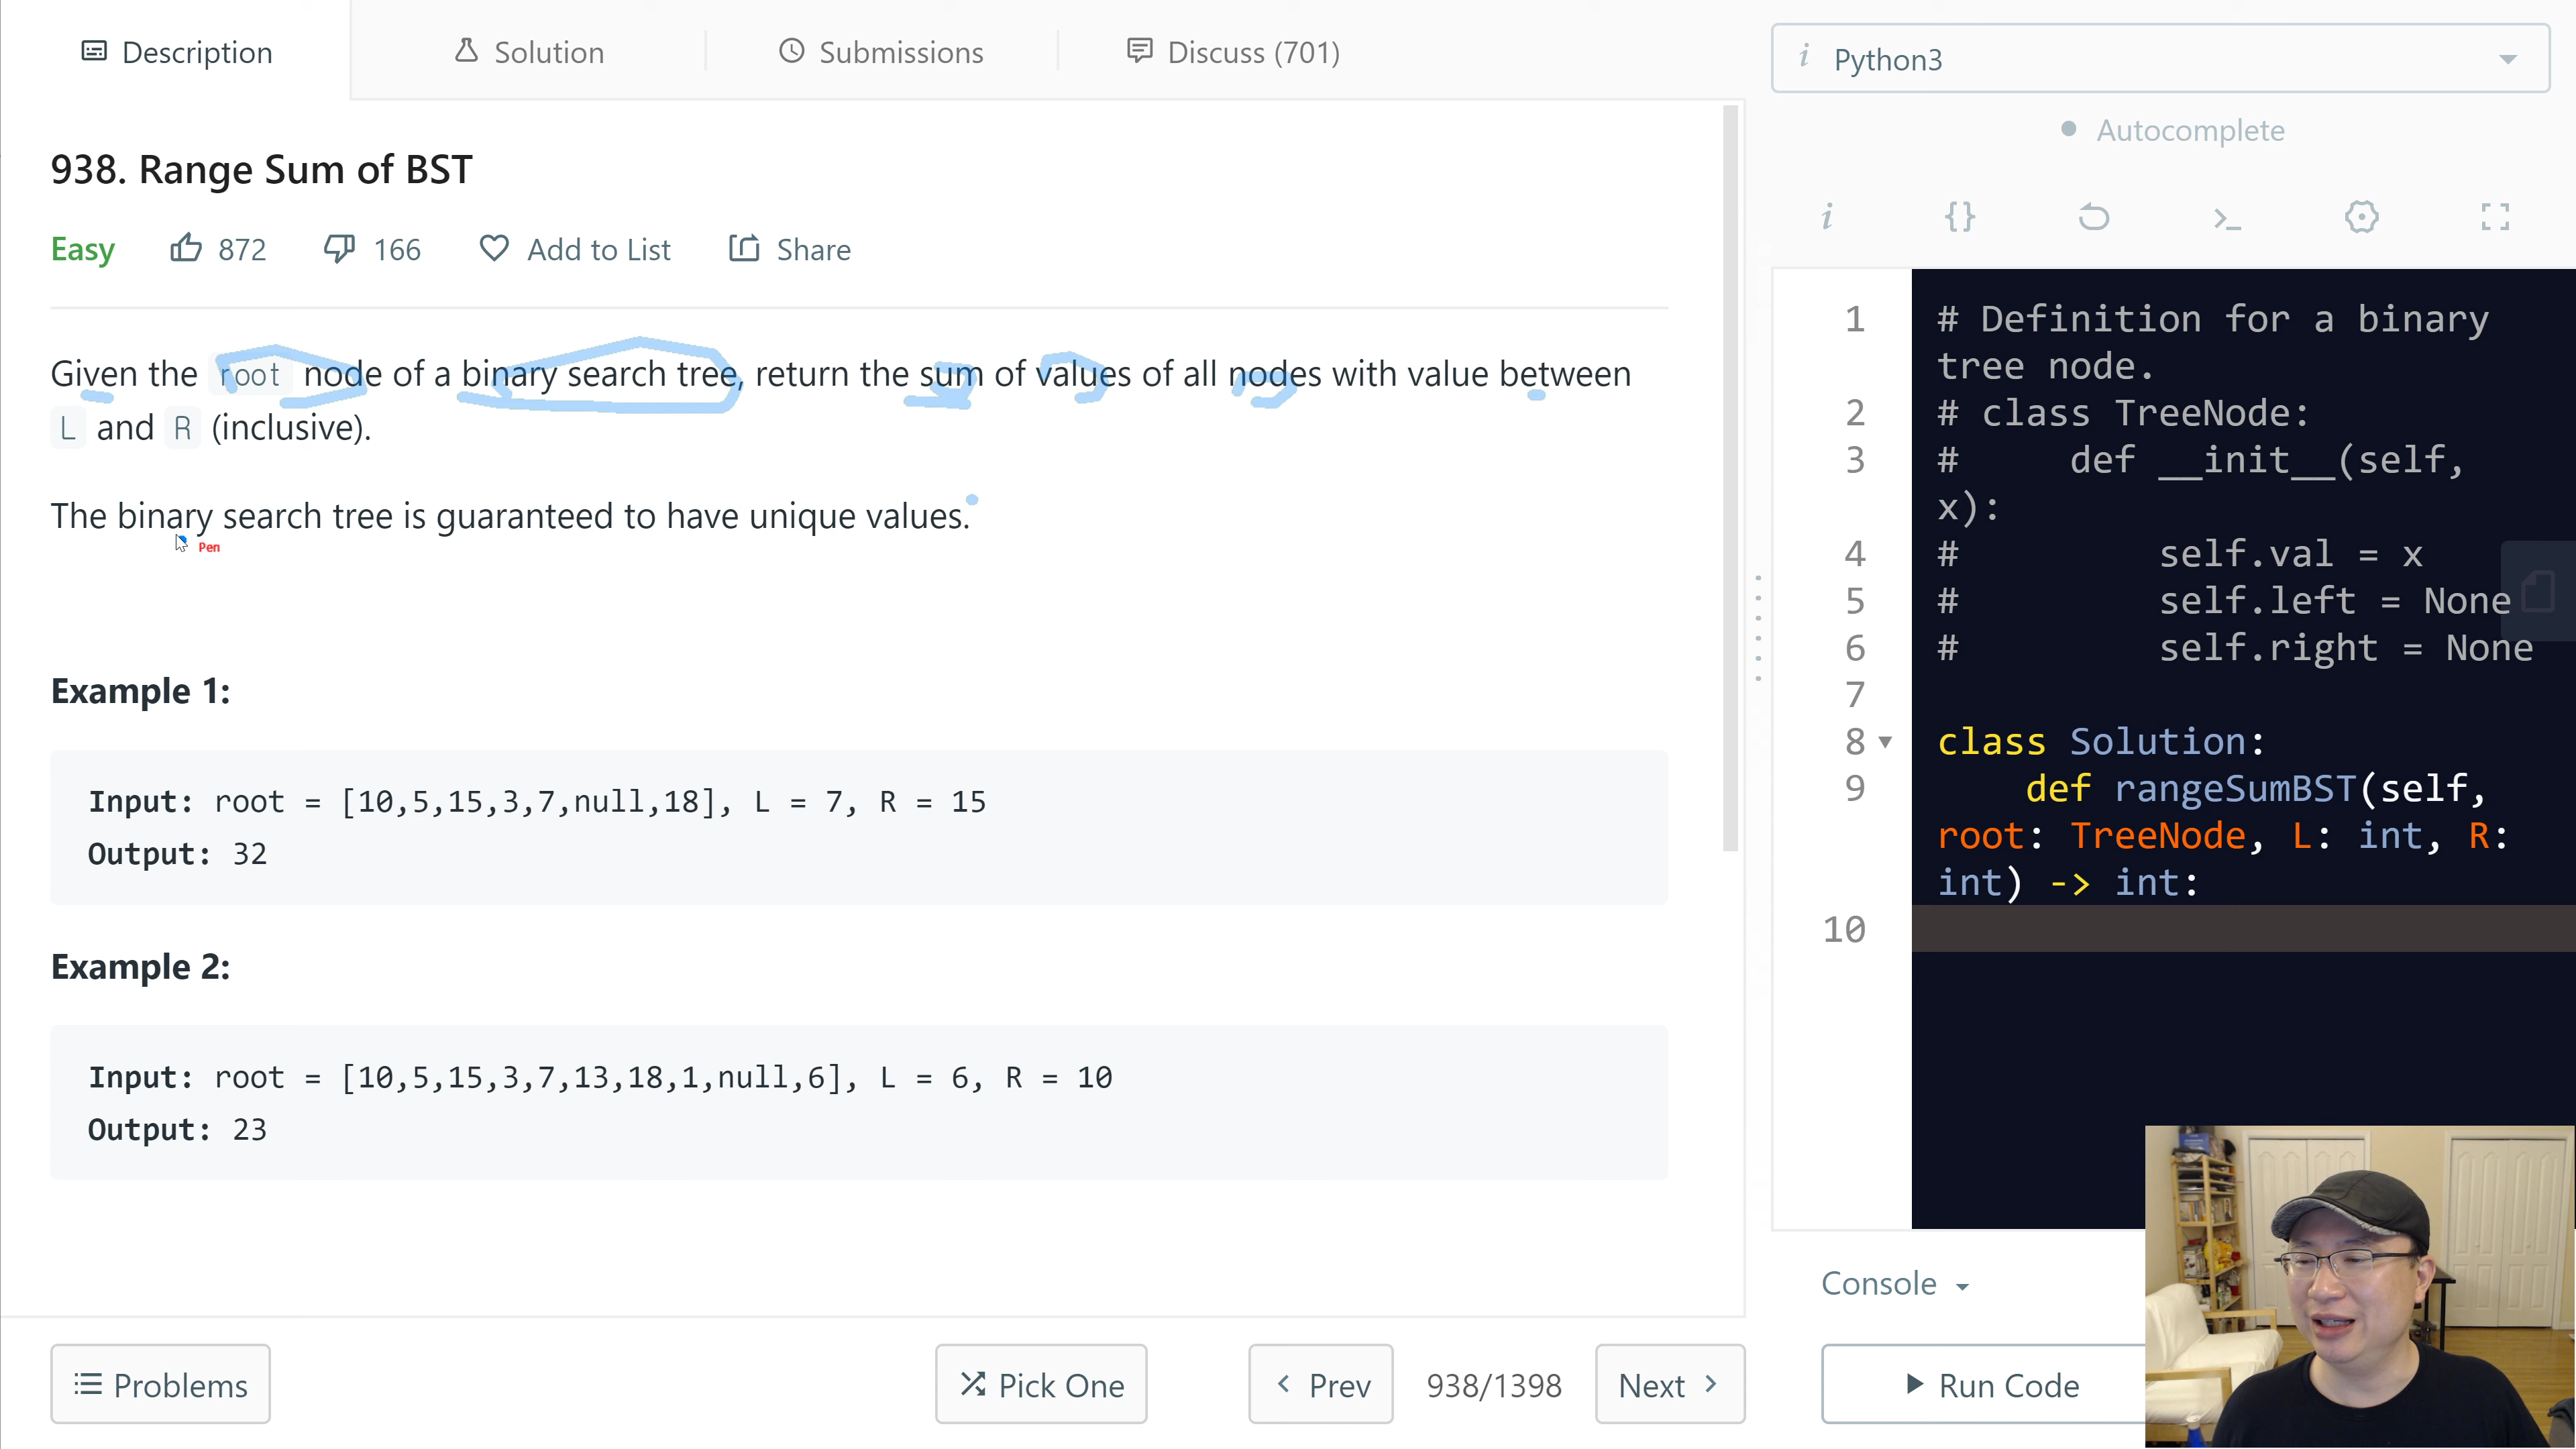 Description
Solution
Submissions
Discuss (701)
938. Range Sum of BST
Easy
872
166
Add to List
Share
Given the root node of a binary search tree, return the sum of values of all nodes with value between
L and R (inclusive).
The binary search tree is guaranteed to have unique values.
Pen
Example 1:
Input: root = [10,5,15,3,7,null,18], L = 7, R = 15
Output: 32
Example 2:
Input: root = [10,5,15,3,7,13,18,1,null,6], L = 6, R = 10
Output: 23
Problems
Pick One
Prev
938/1398
Next
i Python3
Autocomplete
i {} >_
1 # Definition for a binary
tree node.
2 # class TreeNode:
3 #     def __init__(self,
x):
4 #         self.val = x
5 #         self.left = None
6 #         self.right = None
7
8 class Solution:
9     def rangeSumBST(self,
root: TreeNode, L: int, R:
int) -> int:
10
Console
Run Code